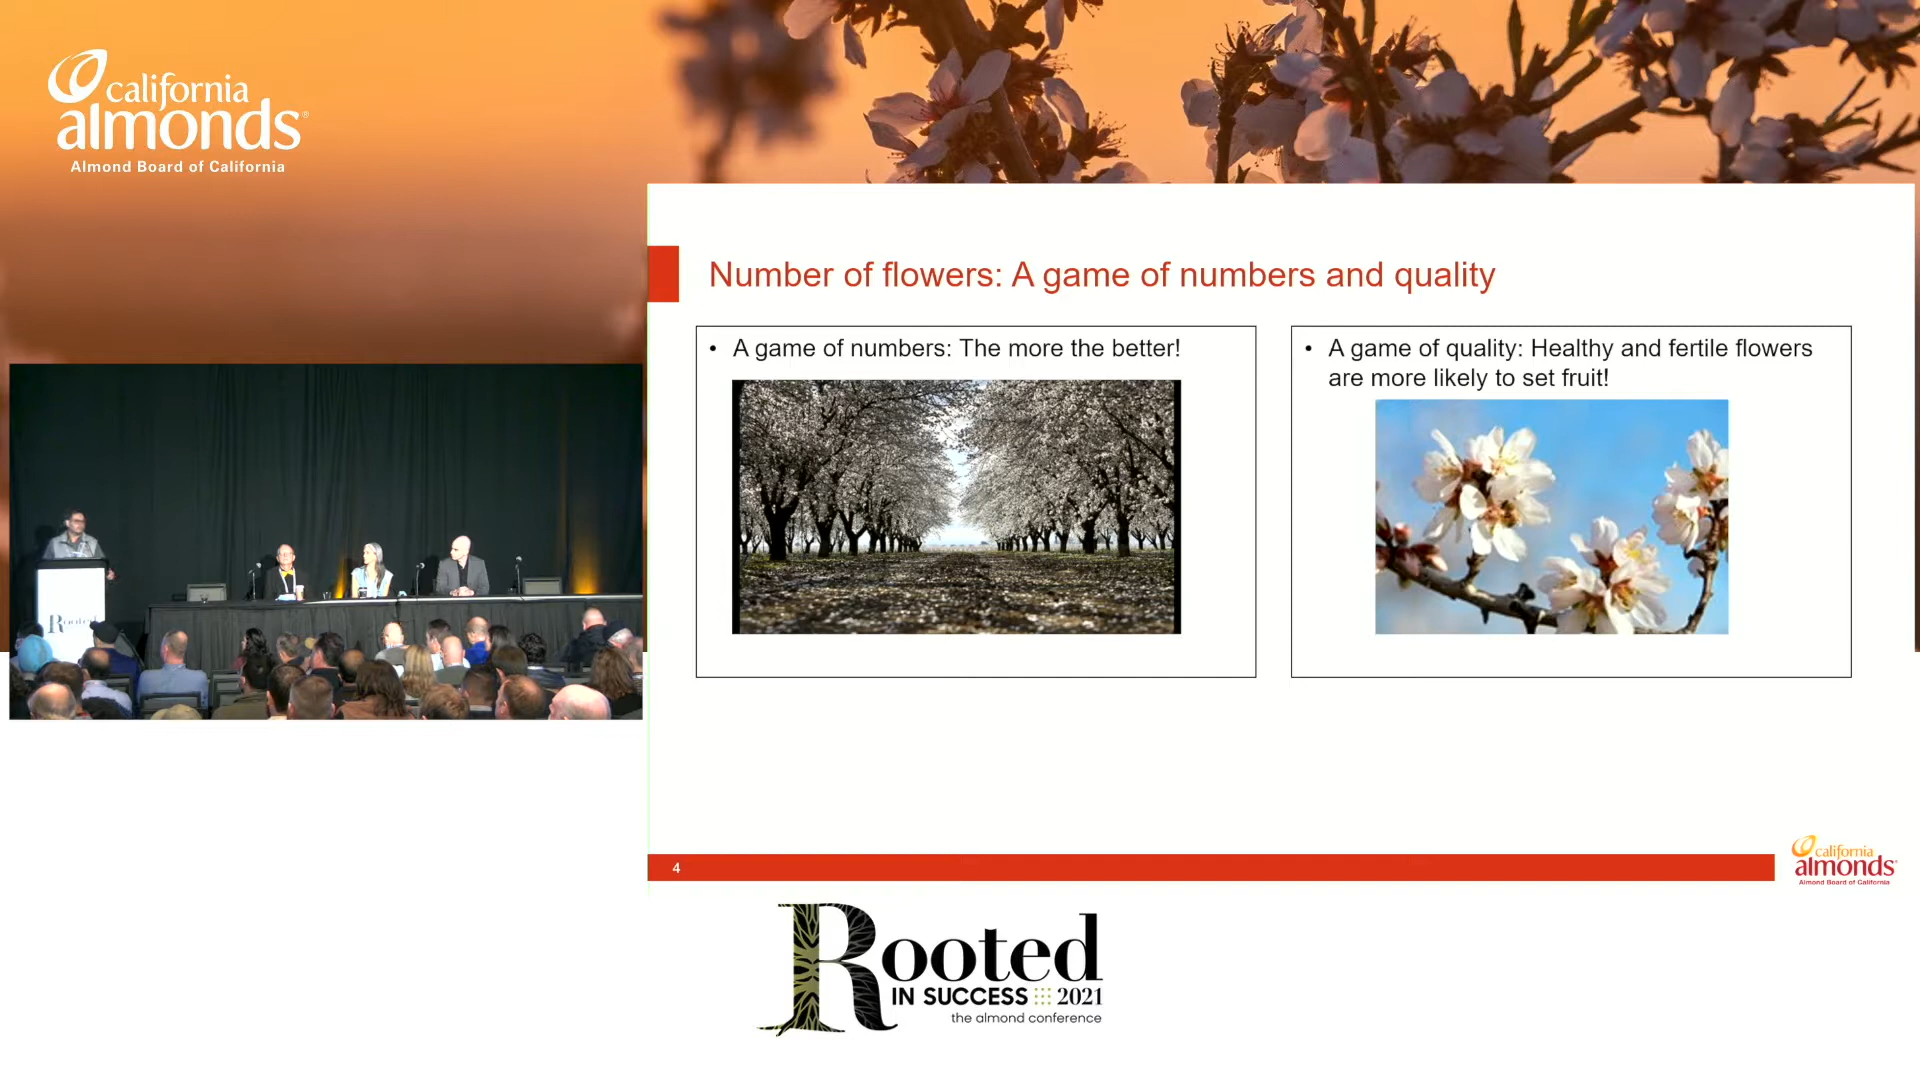 california
almonds®
Almond Board of California
Number of flowers: A game of numbers and quality
• A game of numbers: The more the better!
• A game of quality: Healthy and fertile flowers
are more likely to set fruit!
Rooted
4
california
almonds®
Almond Board of California
Rooted
IN SUCCESS 2021
the almond conference